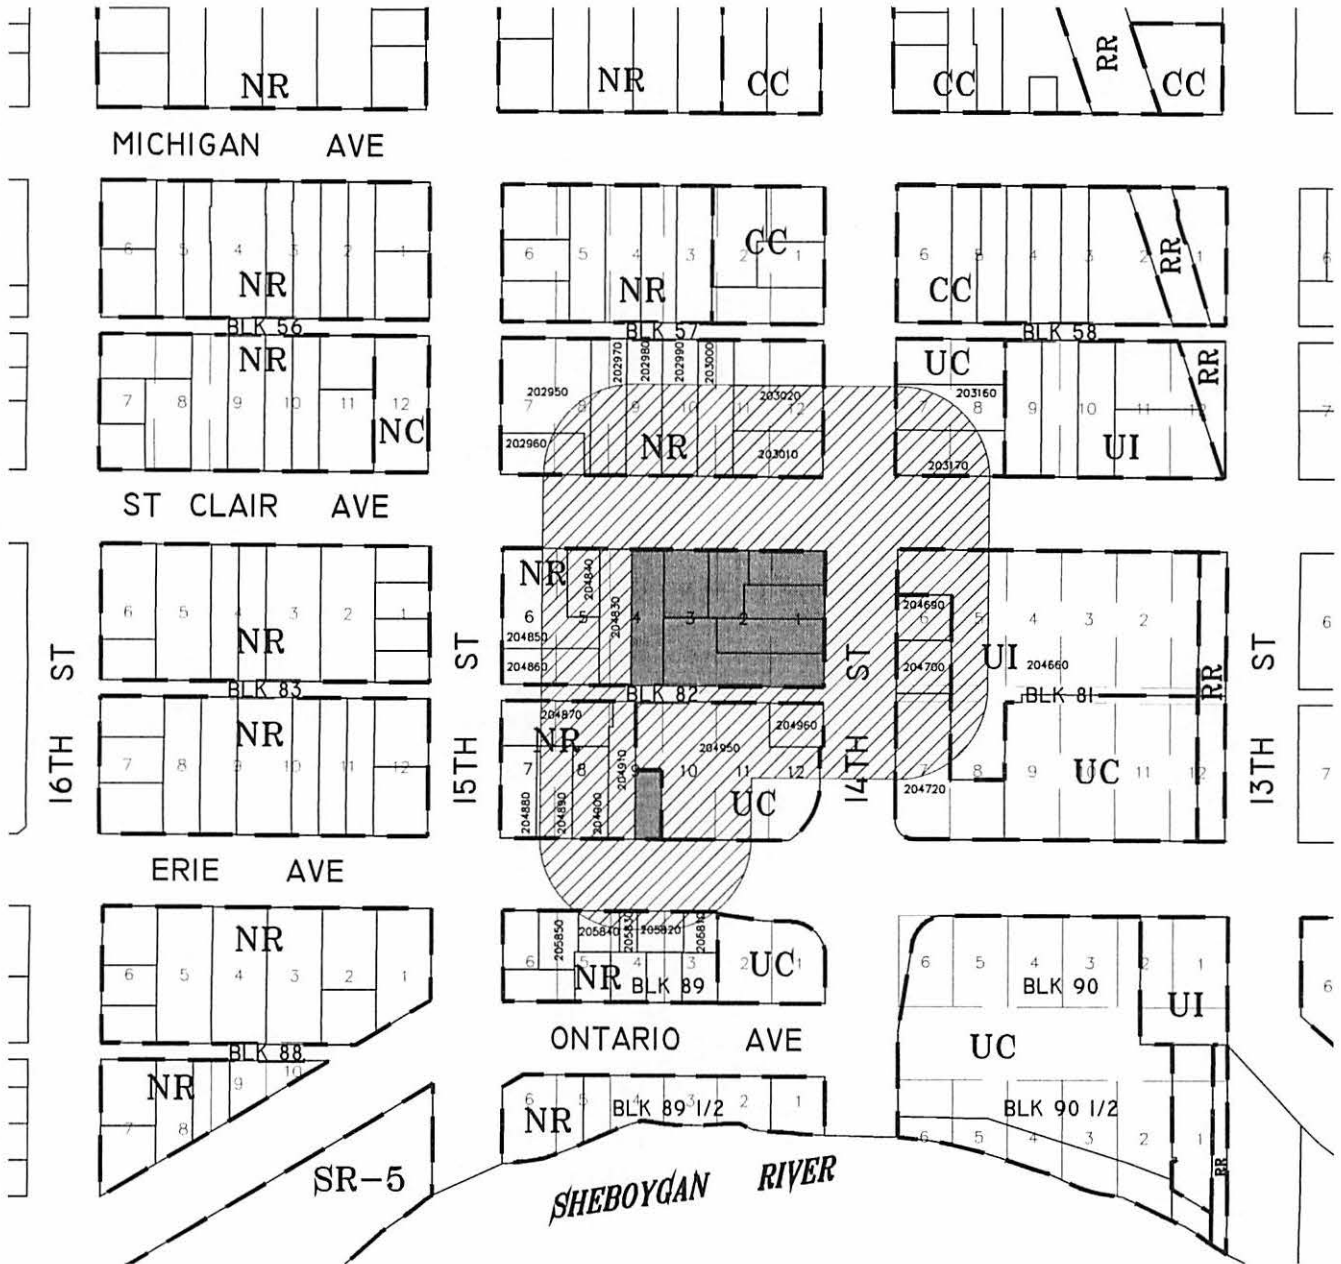 NR NR CC CC RR CC
MICHIGAN AVE
6 5 4 3 2 1 6 5 4 3 2 1 6 5 4 3 2 1 6
NR NR CC CC RR
BLK 56 BLK 57 BLK 58
NR UC RR
202950 202970 202980 202990 203000 203020 203160
7 8 9 10 11 12 7 8 9 10 11 12 7 8 9 10 11 12 7
NC NR UI
202960 203010 203170
ST CLAIR AVE
NR 204840 204830 204690
6 5 4 3 2 1 6 5 4 3 2 1 6 5 4 3 2 1 6
NR 204850 UI
204860 204700 204660 RR
16TH ST 15TH ST 14TH ST 13TH ST
BLK 83 BLK 82 BLK 81
NR NR 204870 204950 204960
7 8 9 10 11 12 7 8 9 10 11 12 7 8 9 10 11 12 7
204880 204890 204900 204910 UC 204720 UC
ERIE AVE
NR 205850 205840 205830 205820 205810
6 5 4 3 2 1 6 5 4 3 2 1 6 5 4 3 2 1 6
NR BLK 89 UC BLK 90 UI
BLK 88 ONTARIO AVE UC
NR 7 8 9 10
6 5 4 3 2 1 6 5 4 3 2 1
NR BLK 89 1/2 BLK 90 1/2 RR
SR-5
SHEBOYGAN RIVER